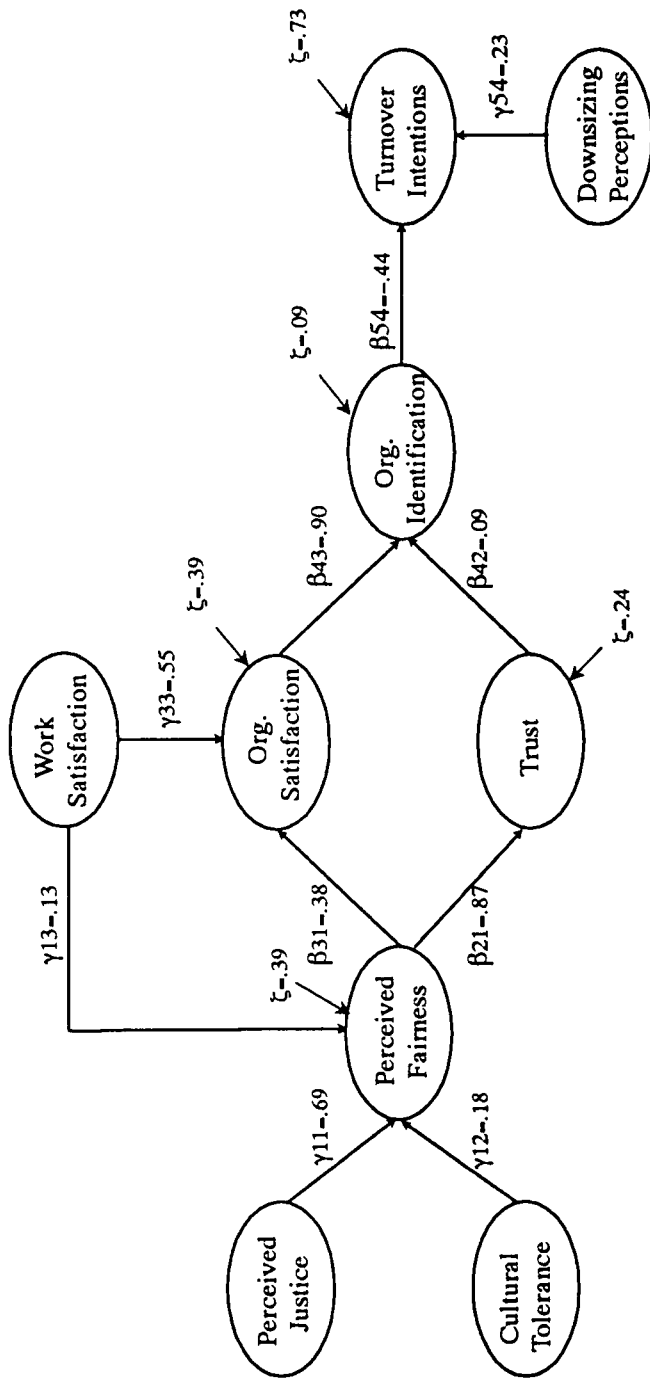 Work
Satisfaction
γ13=.13
γ33=.55
ζ=.39
Org.
Satisfaction
β31=.38
β43=.90
ζ=.39
ζ=.09
ζ=.73
Perceived
Justice
γ11=.69
Perceived
Fairness
Org.
Identification
β54=-.44
Turnover
Intentions
γ12=.18
β21=.87
β42=.09
γ54=.23
Cultural
Tolerance
Trust
ζ=.24
Downsizing
Perceptions